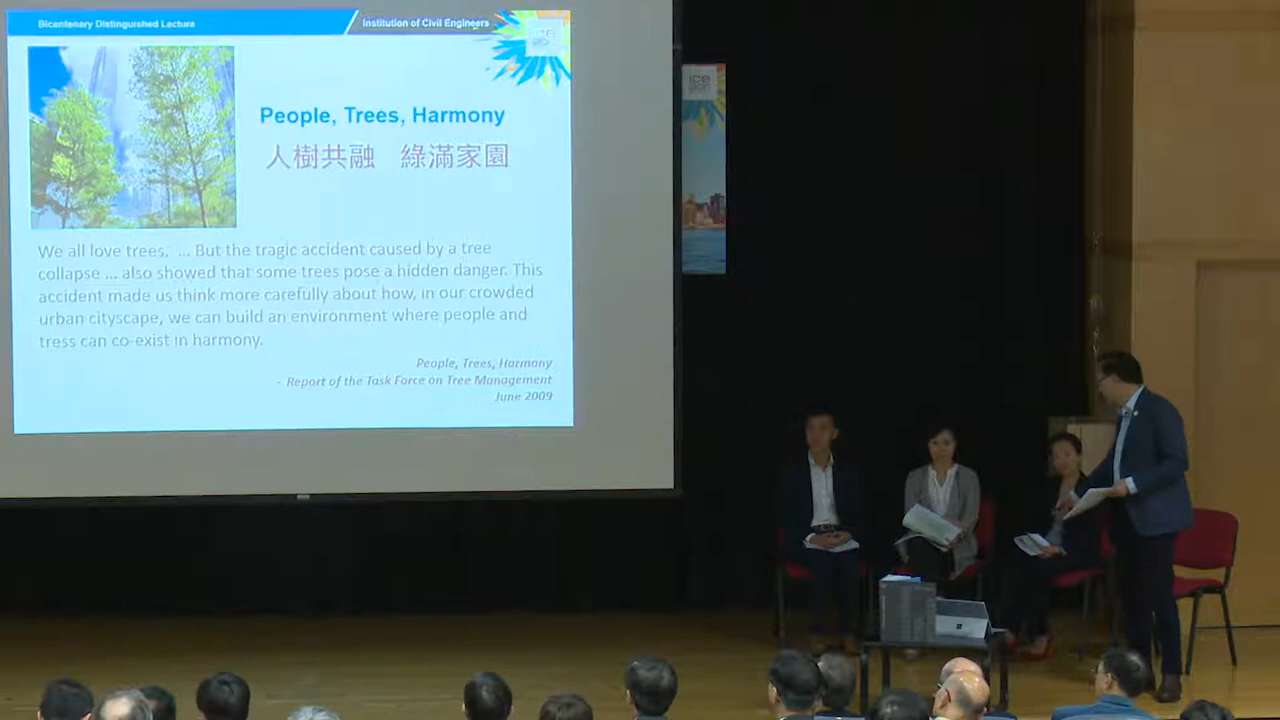 Bicentenary Distinguished Lecture
Institution of Civil Engineers
ice
200
People, Trees, Harmony
人樹共融 綠滿家園
We all love trees. ... But the tragic accident caused by a tree
collapse ... also showed that some trees pose a hidden danger. This
accident made us think more carefully about how, in our crowded
urban cityscape, we can build an environment where people and
tress can co-exist in harmony.
People, Trees, Harmony
- Report of the Task Force on Tree Management
June 2009
ice